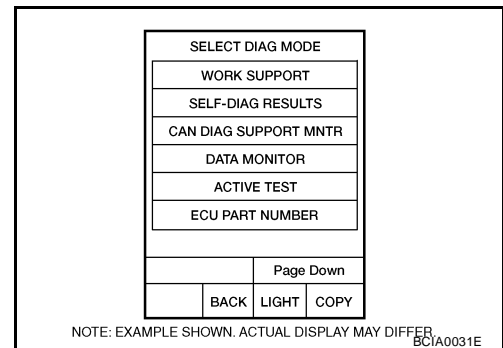 SELECT DIAG MODE
WORK SUPPORT
SELF-DIAG RESULTS
CAN DIAG SUPPORT MNTR
DATA MONITOR
ACTIVE TEST
ECU PART NUMBER
Page Down
BACK LIGHT COPY
NOTE: EXAMPLE SHOWN. ACTUAL DISPLAY MAY DIFFER.
BCIA0031E